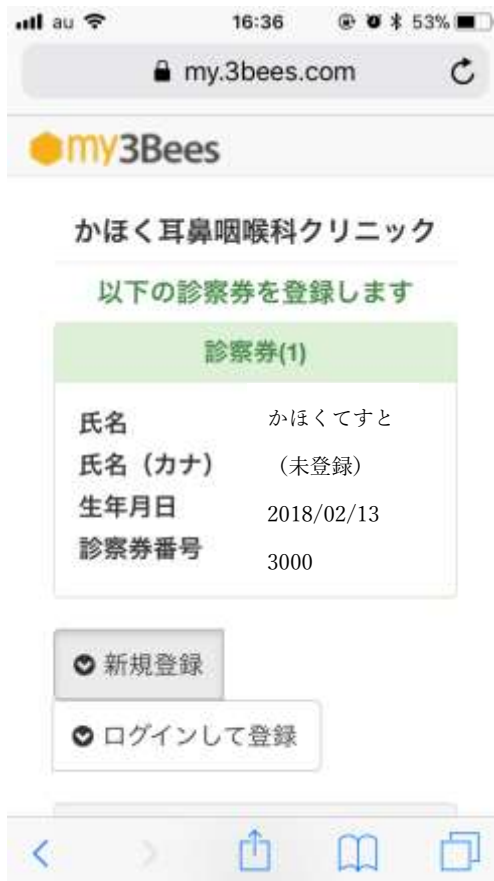 au 16:36 53%
my.3bees.com
my3Bees
かほく耳鼻咽喉科クリニック
以下の診察券を登録します
診察券(1)
氏名 かほくてすと
氏名（カナ） （未登録）
生年月日 2018/02/13
診察券番号 3000
新規登録
ログインして登録